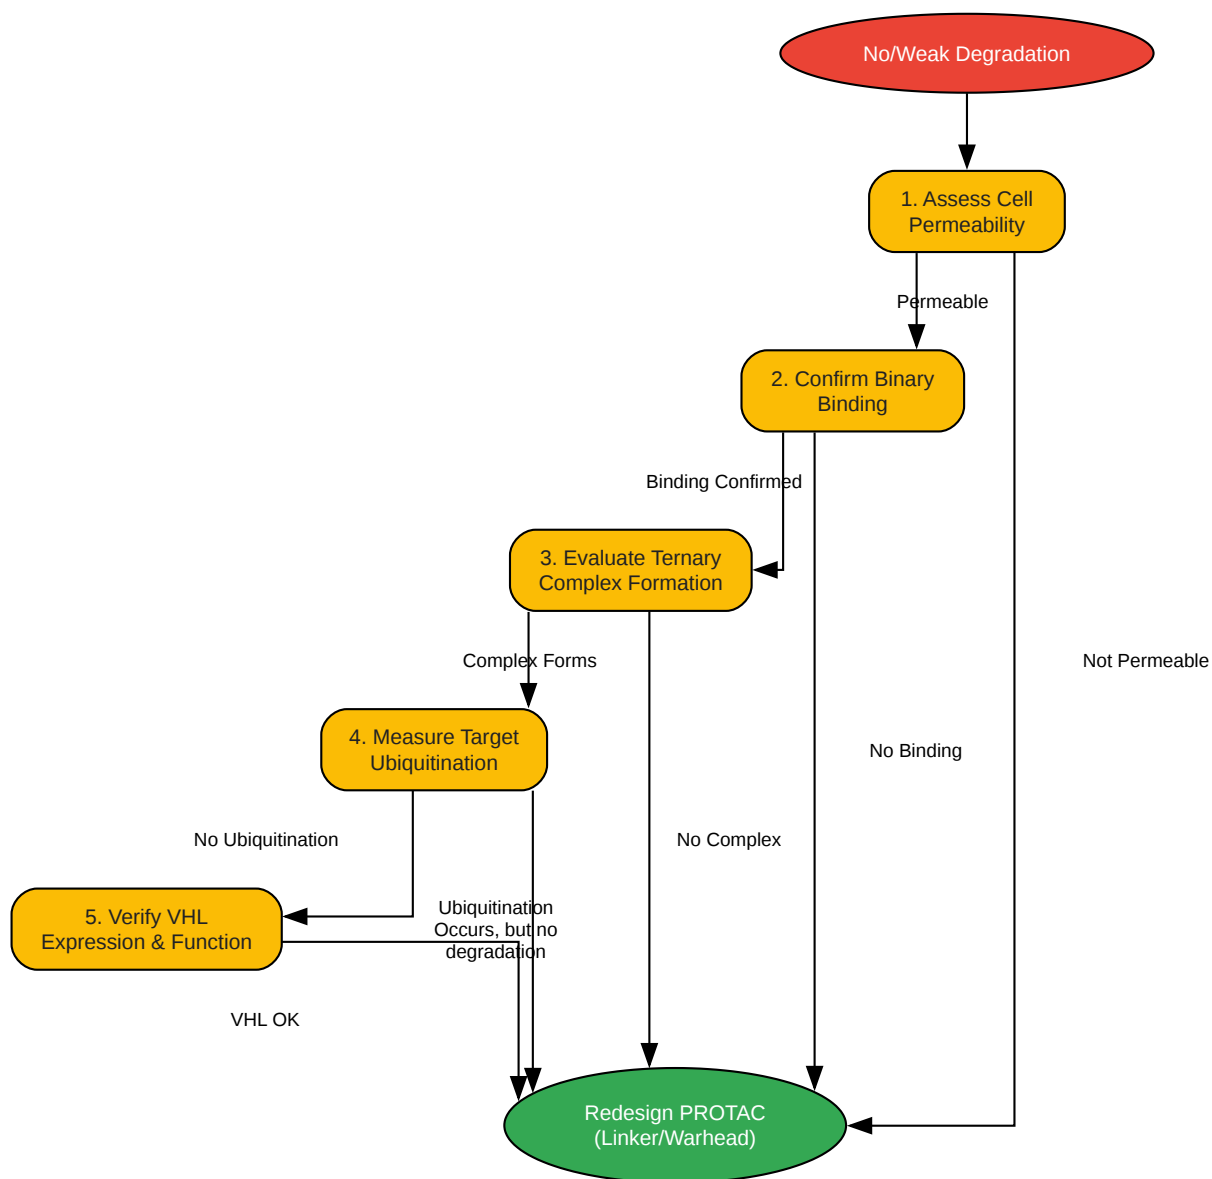 No/Weak Degradation
1. Assess Cell
Permeability
Permeable
2. Confirm Binary
Binding
Binding Confirmed
3. Evaluate Ternary
Complex Formation
Complex Forms
Not Permeable
4. Measure Target
Ubiquitination
No Binding
No Ubiquitination
No Complex
5. Verify VHL
Expression & Function
Ubiquitination
Occurs, but no
degradation
VHL OK
Redesign PROTAC
(Linker/Warhead)